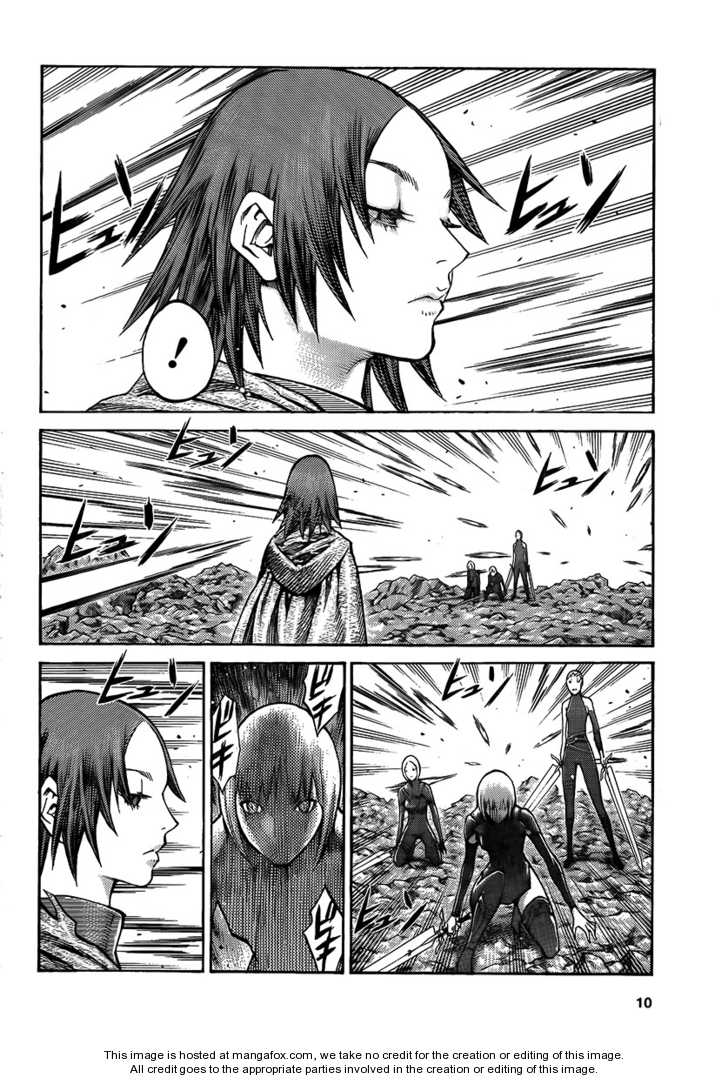 ヒュン
ヒュン
!
ヒュン
ヒュン
ヒュン
ヒュン
ビキ
ビキ
ビキ
ヒュン
ヒュン
10
This image is hosted at mangafox.com, we take no credit for the creation or editing of this image.
All credit goes to the appropriate parties involved in the creation or editing of this image.